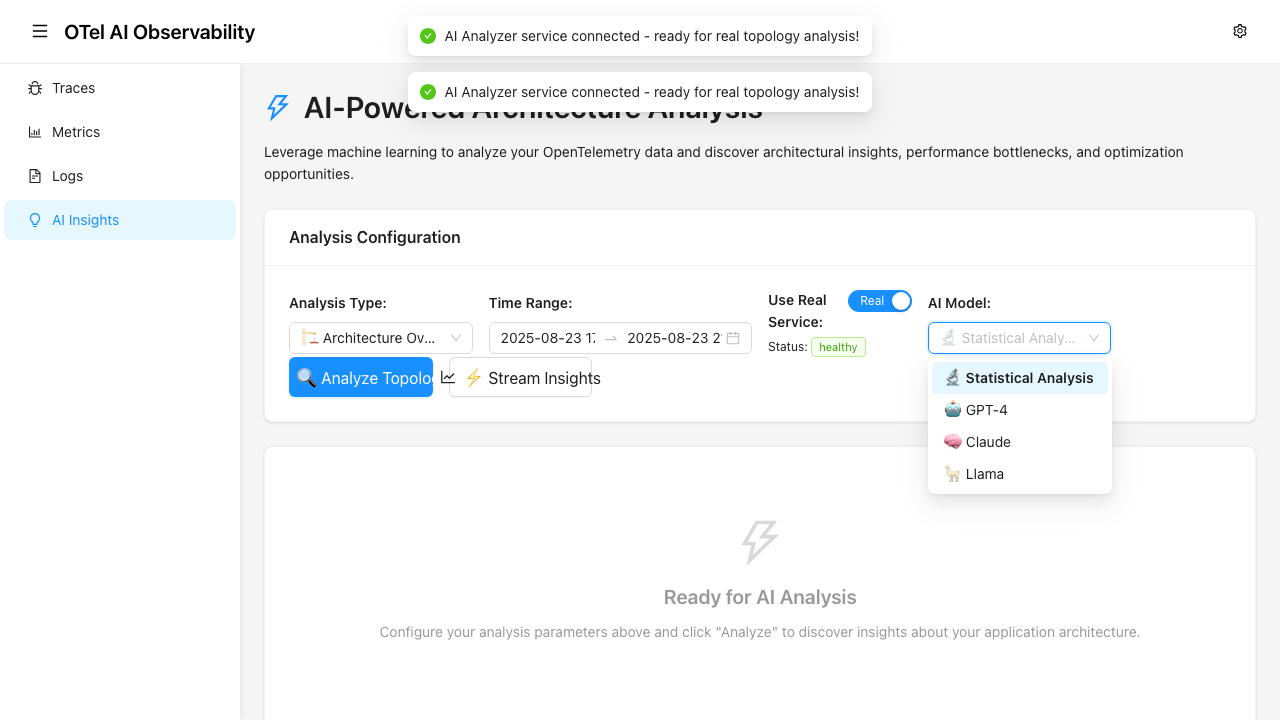 OTel AI Observability
AI Analyzer service connected - ready for real topology analysis!
AI Analyzer service connected - ready for real topology analysis!
Traces
Metrics
Logs
AI Insights
AI-Powered Architecture Analysis
Leverage machine learning to analyze your OpenTelemetry data and discover architectural insights, performance bottlenecks, and optimization
opportunities.
Analysis Configuration
Analysis Type:
Architecture Ov...
Time Range:
2025-08-23 17
2025-08-23 2
Use Real
Service:
Real
Status: healthy
AI Model:
Statistical Analy...
Analyze Topolo
Stream Insights
Statistical Analysis
GPT-4
Claude
Llama
Ready for AI Analysis
Configure your analysis parameters above and click "Analyze" to discover insights about your application architecture.